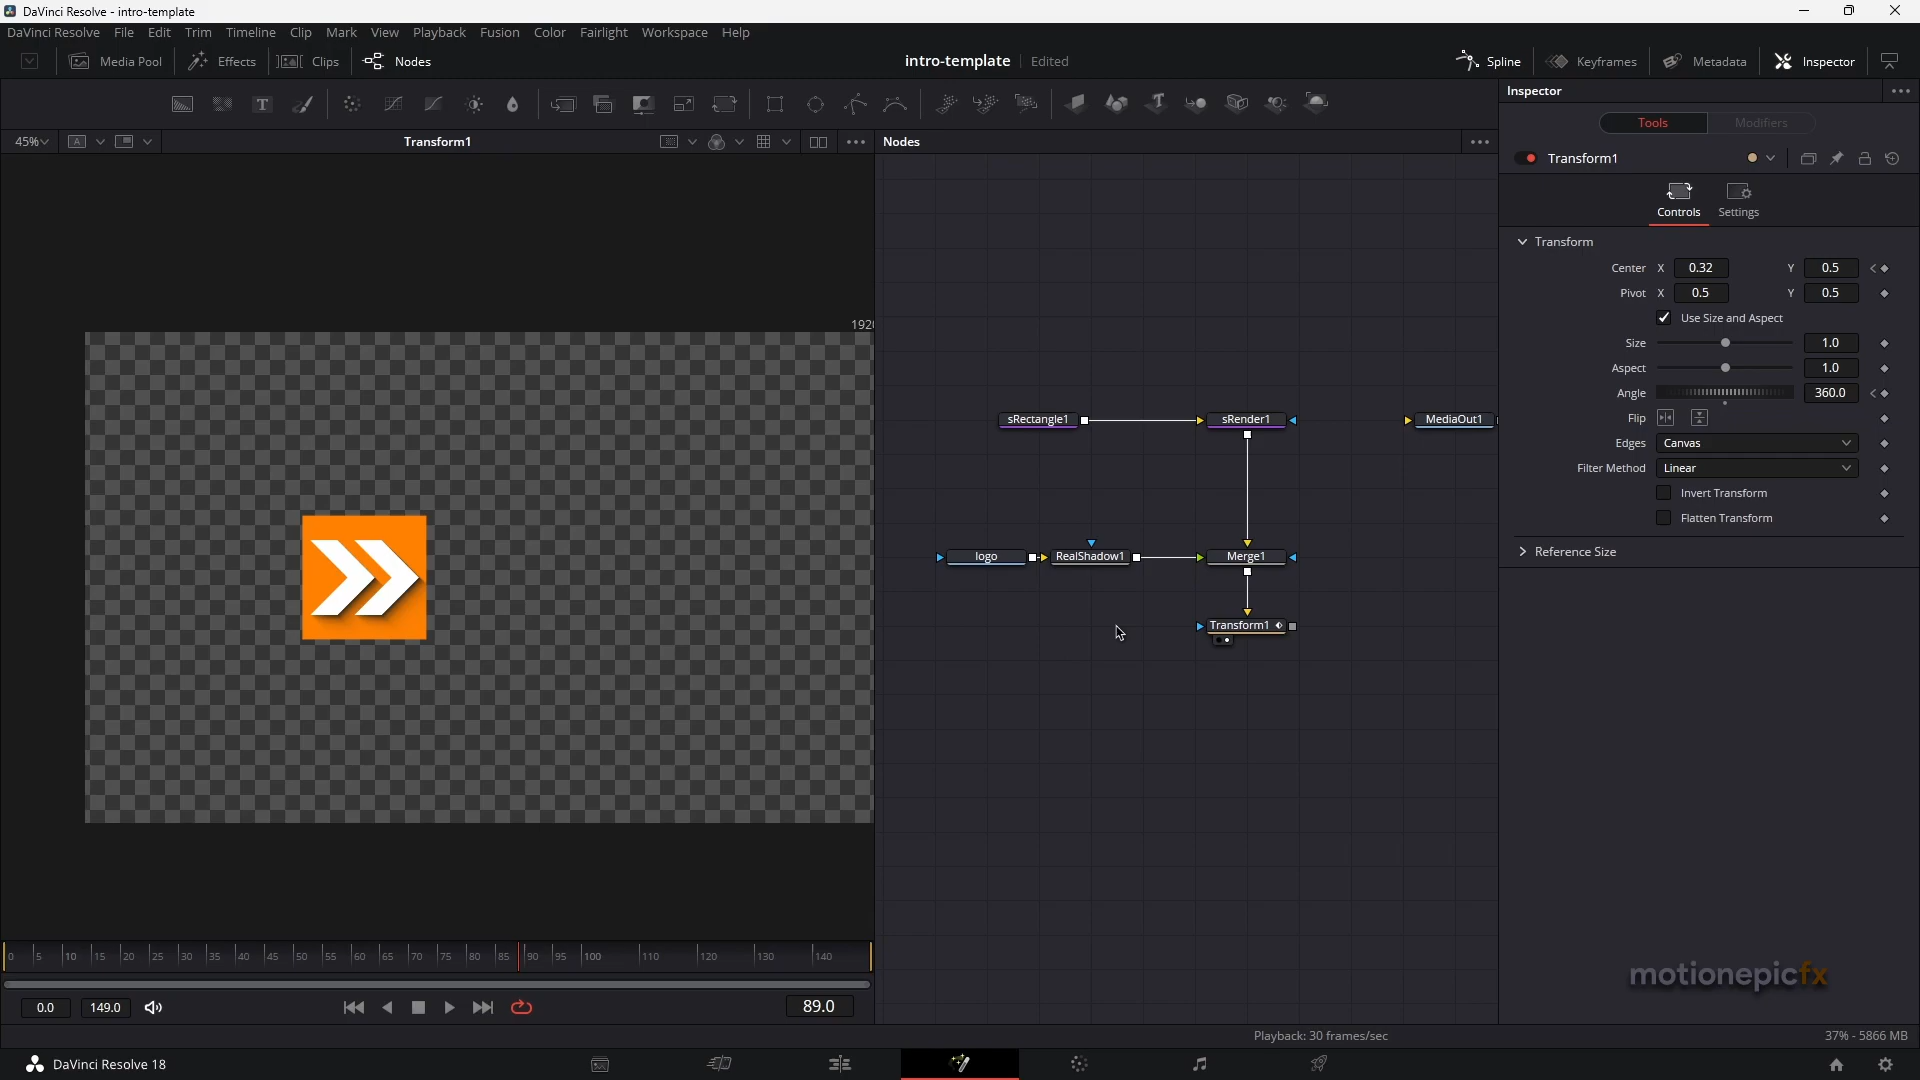 DaVinci Resolve - intro-template
DaVinci Resolve File Edit Trim Timeline Clip Mark View Playback Fusion Color Fairlight Workspace Help
Media Pool Effects Clips Nodes intro-template Edited Spline Keyframes Metadata Inspector
Inspector
45% A Transform1 Nodes
Tools Modifiers
Transform1
Controls Settings
Transform
Center X 0.32 Y 0.5
Pivot X 0.5 Y 0.5
Use Size and Aspect
1920
Size 1.0
Aspect 1.0
Angle 360.0
Flip
sRectangle1 sRender1 MediaOut1
Edges Canvas
Filter Method Linear
Invert Transform
Flatten Transform
logo RealShadow1 Merge1
Reference Size
Transform1
motionepicfx
0 5 10 15 20 25 30 35 40 45 50 55 60 65 70 75 80 85 90 95 100 110 120 130 140
0.0 149.0 89.0
Playback: 30 frames/sec 37% - 5866 MB
DaVinci Resolve 18